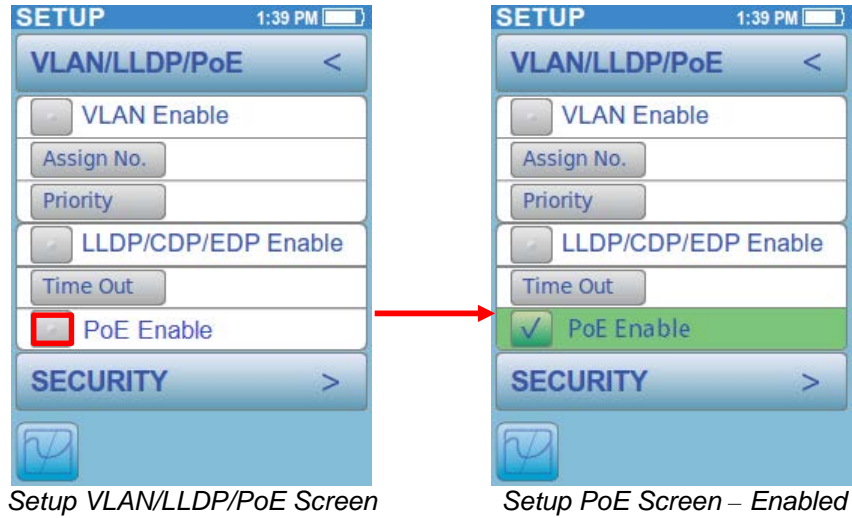 SETUP 1:39 PM
VLAN/LLDP/PoE <
VLAN Enable
Assign No.
Priority
LLDP/CDP/EDP Enable
Time Out
PoE Enable
SECURITY >
Setup VLAN/LLDP/PoE Screen
SETUP 1:39 PM
VLAN/LLDP/PoE <
VLAN Enable
Assign No.
Priority
LLDP/CDP/EDP Enable
Time Out
✓ PoE Enable
SECURITY >
Setup PoE Screen – Enabled